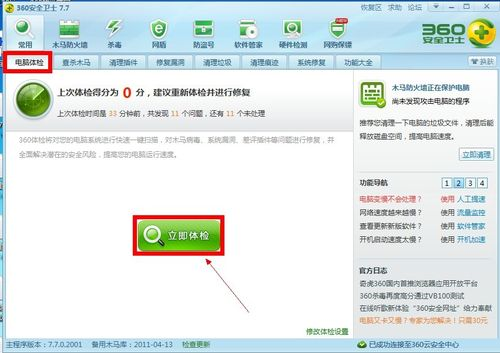 360安全卫士 7.7
恢复区 求助 论坛
常用 木马防火墙 杀毒 网盾 防盗号 软件管家 硬件检测 网购保镖
360
安全卫士
电脑体检 查杀木马 清理插件 修复漏洞 清理垃圾 清理痕迹 系统修复 功能大全 换肤
上次体检得分为 0 分，建议重新体检并进行修复
上次体检时间是 33 分钟前，共发现 11 个问题，还有 11 个未处理
360体检将对您的电脑系统进行快速一键扫描，对木马病毒、系统漏洞、差评插件等问题进行修复，并
全面解决潜在的安全风险，提高您的电脑运行速度。
立即体检
修改体检设置
木马防火墙正在保护电脑
尚未发现攻击电脑的程序
推荐您清理一下电脑的垃圾文件，清理后能
释放磁盘空间，提高电脑速度。
立即清理
功能导航 1 2 3 4
电脑变慢不会处理？ 使用 人工提速
网络速度越来越慢？ 使用 流量监控
查看更新新版软件？ 使用 软件管家
开机启动速度太慢？ 使用 开机加速
官方日志
奇虎360国内首推浏览器应用开放平台
360杀毒再度高分通过VB100测试
在线听歌新体验！"360安全网址"给力奉献
电脑又卡又慢？专家为您解决！只需30元
主程序版本：7.7.0.2001 备用木马库：2011-04-13 检查更新
已成功连接至360云安全中心